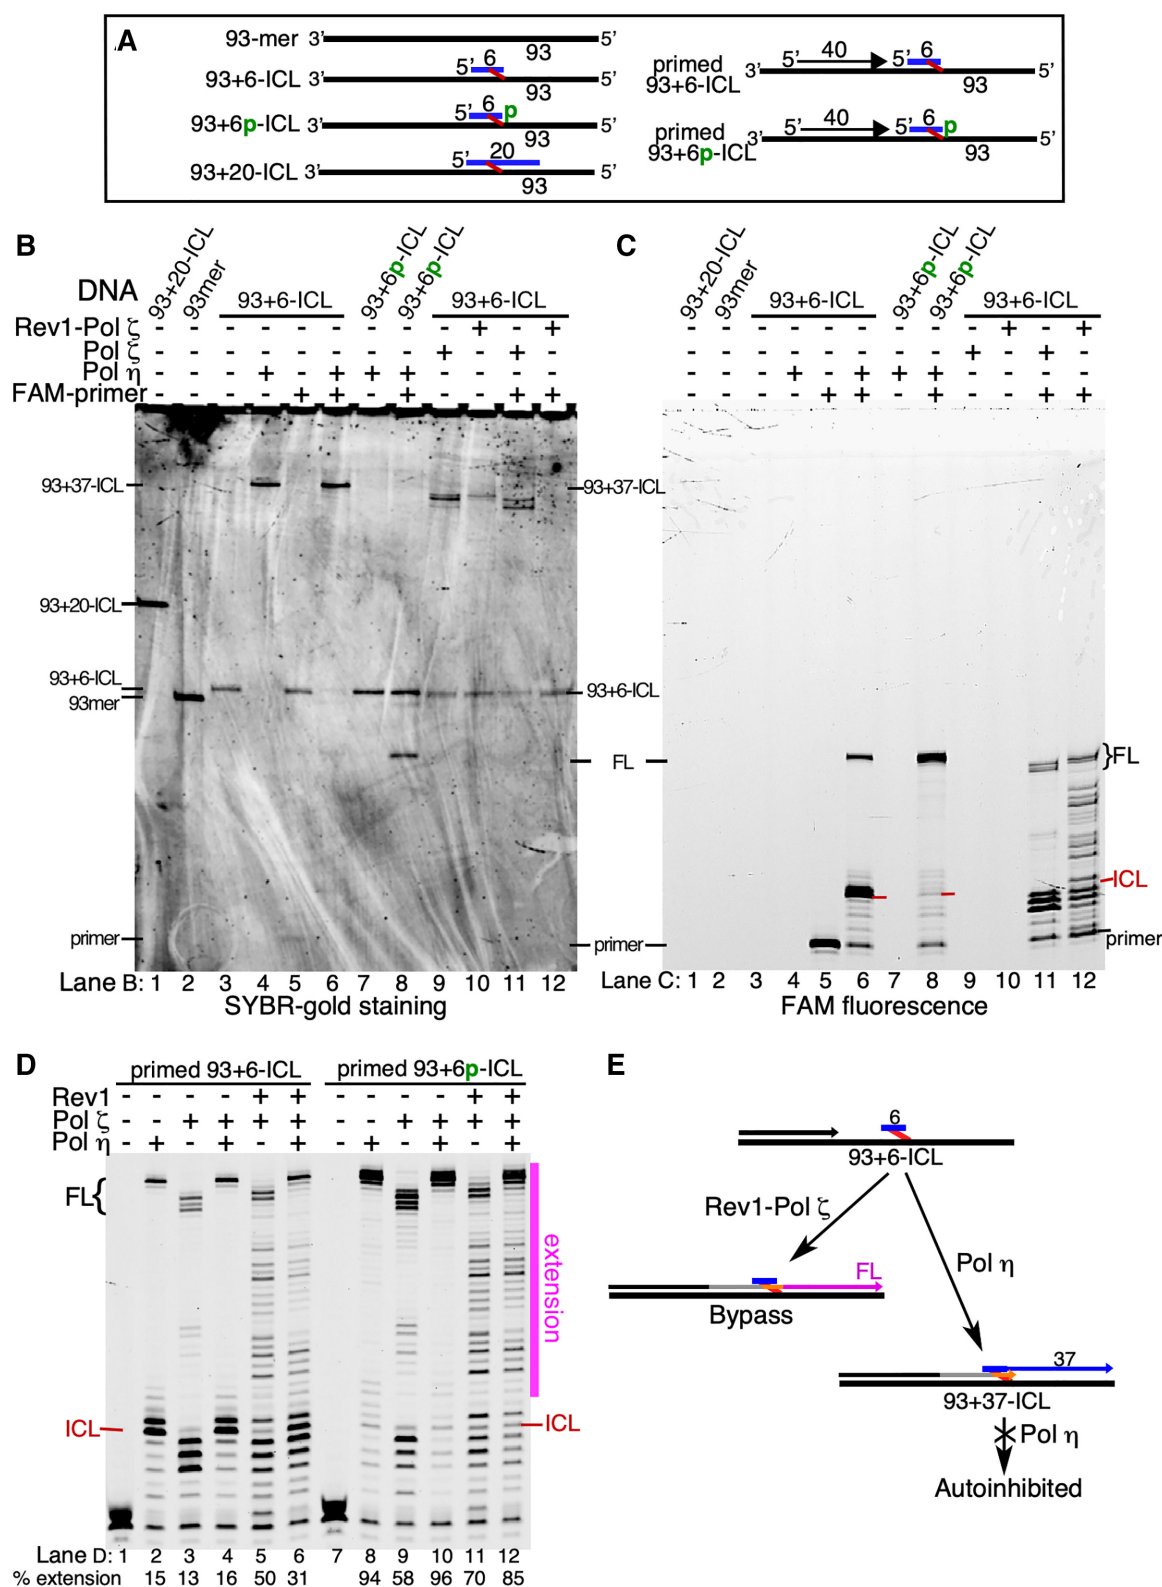 A
93-mer 3' 5'
93
93+6-ICL 3' 5' 6 5'
93
93+6p-ICL 3' 5' 6 p 5'
93
93+20-ICL 3' 5' 20 5'
93
primed 93+6-ICL 3' 5' 40 5' 6 5'
93
primed 93+6p-ICL 3' 5' 40 5' 6 p 5'
93
B
93+20-ICL 93mer 93+6p-ICL 93+6p-ICL
DNA 93+6-ICL 93+6-ICL
Rev1-Pol ζ - - - - - - - - - + - +
Pol ζ - - - - - - - - + - + -
Pol η - - - + - + + + - - - -
FAM-primer - - - - + + - + - - + +
93+37-ICL 93+37-ICL
93+20-ICL
93+6-ICL 93+6-ICL
93mer
FL
primer primer
Lane B: 1 2 3 4 5 6 7 8 9 10 11 12
SYBR-gold staining
C
93+20-ICL 93mer 93+6p-ICL 93+6p-ICL
93+6-ICL 93+6-ICL
- - - - - - - - - + - +
- - - - - - - - + - + -
- - - + - + + + - - - -
- - - - + + - + - - + +
}FL
ICL
primer
Lane C: 1 2 3 4 5 6 7 8 9 10 11 12
FAM fluorescence
D
primed 93+6-ICL primed 93+6p-ICL
Rev1 - - - - + + - - - - + +
Pol ζ - - + + + + - - + + + +
Pol η - + - + - + - + - + - +
FL{
extension
ICL ICL
Lane D: 1 2 3 4 5 6 7 8 9 10 11 12
% extension 15 13 16 50 31 94 58 96 70 85
E
6
93+6-ICL
Rev1-Pol ζ
Pol η
FL
Bypass
37
93+37-ICL
Pol η
Autoinhibited